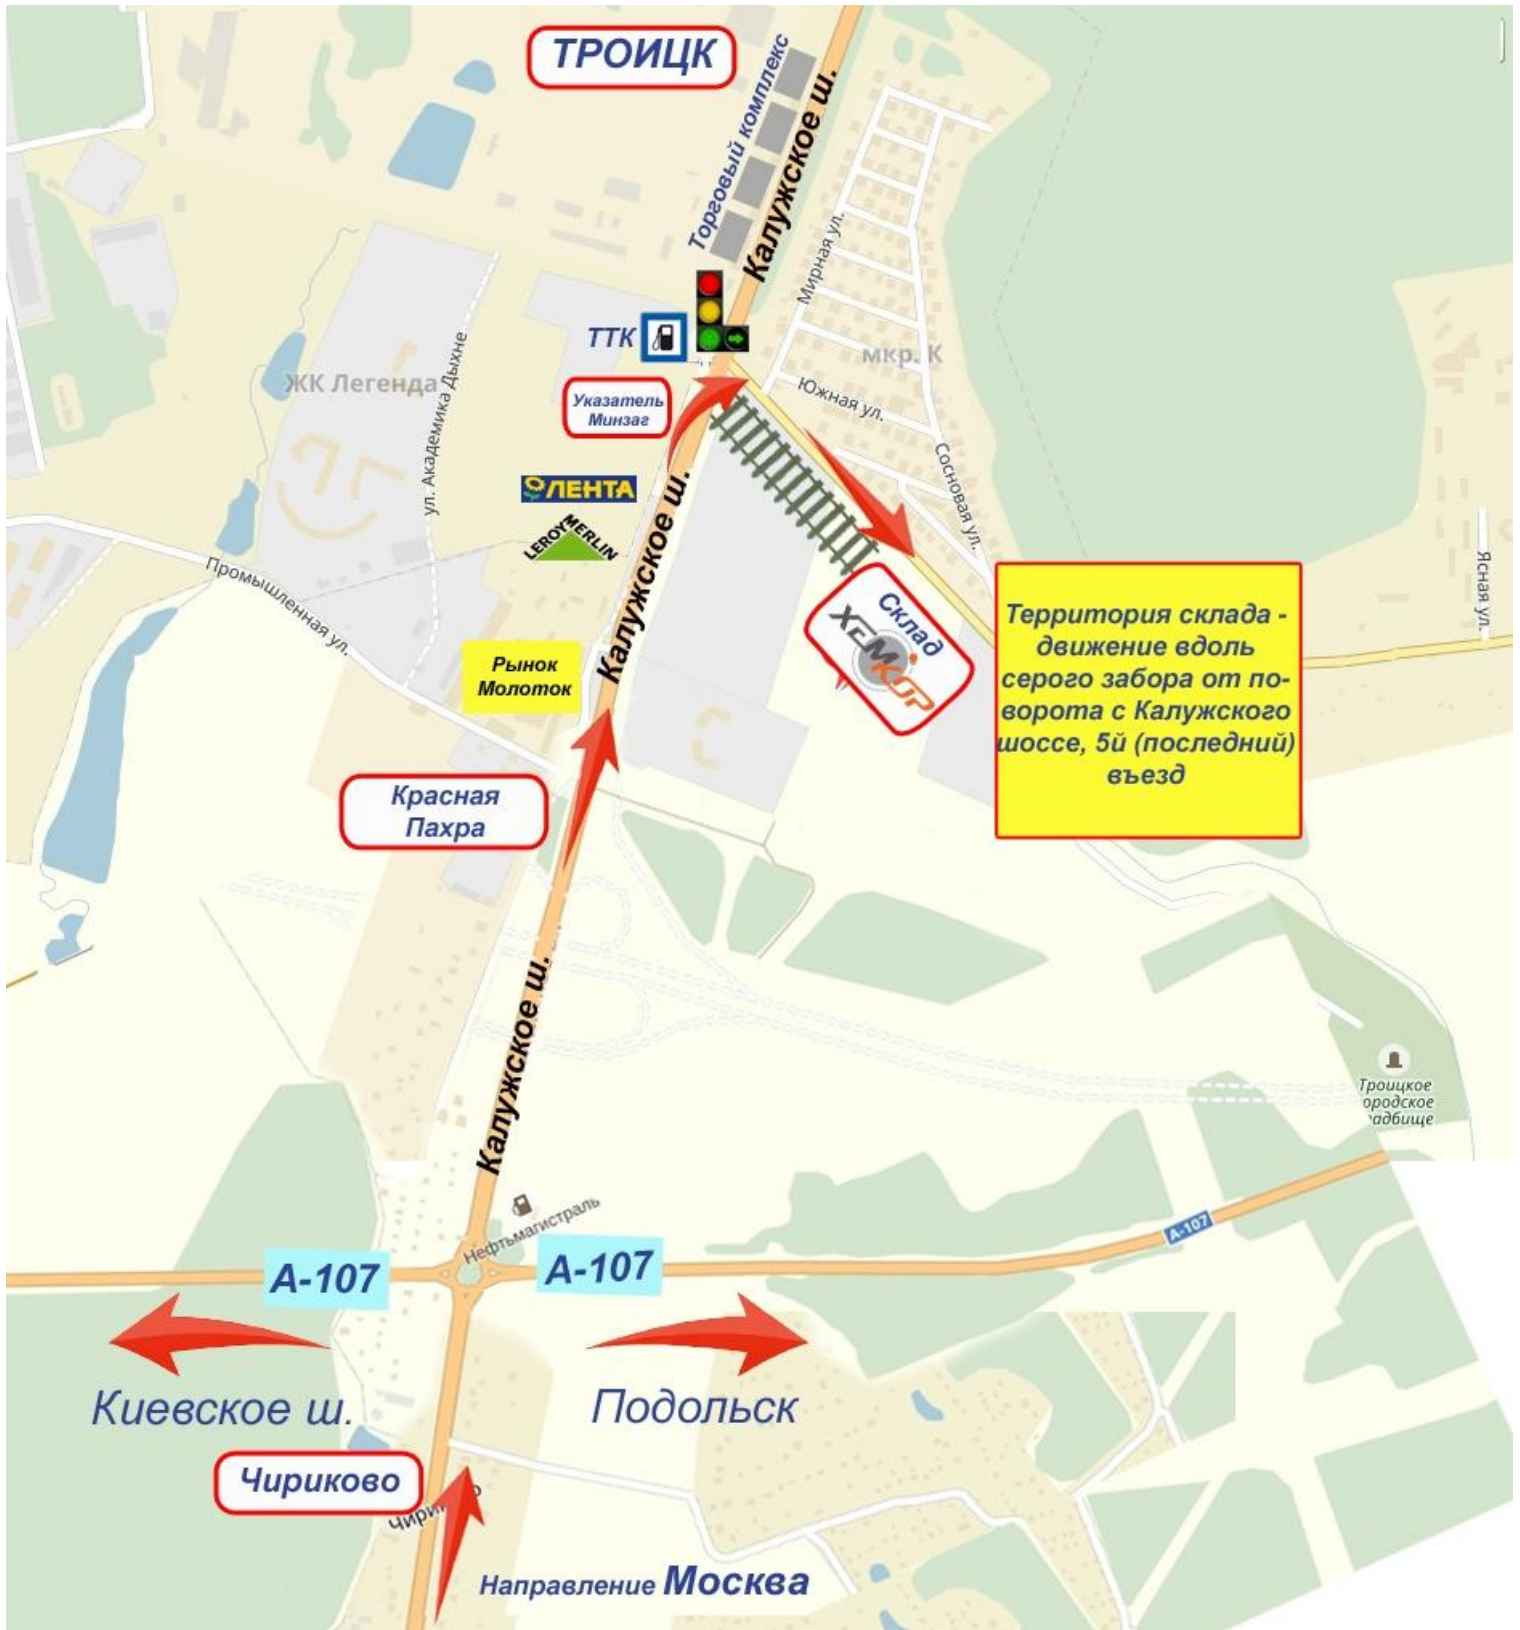 ТРОИЦК
Торговый комплекс
Калужское ш.
Мирная ул.
ТТК
мкр. К
ЖК Легенда
ул. Академика Дыхне
Южная ул.
Указатель
Минзаг
Сосновая ул.
ЛЕНТА
LEROY MERLIN
Калужское ш.
Промышленная ул.
Ясная ул.
Склад
ХЕМКОР
Территория склада -
движение вдоль
серого забора от по-
ворота с Калужского
шоссе, 5й (последний)
въезд
Рынок
Молоток
Красная
Пахра
Калужское ш.
Троицкое
ородское
адбище
Нефтьмагистраль
А-107
А-107
А-107
Киевское ш.
Подольск
Чириково
Направление Москва